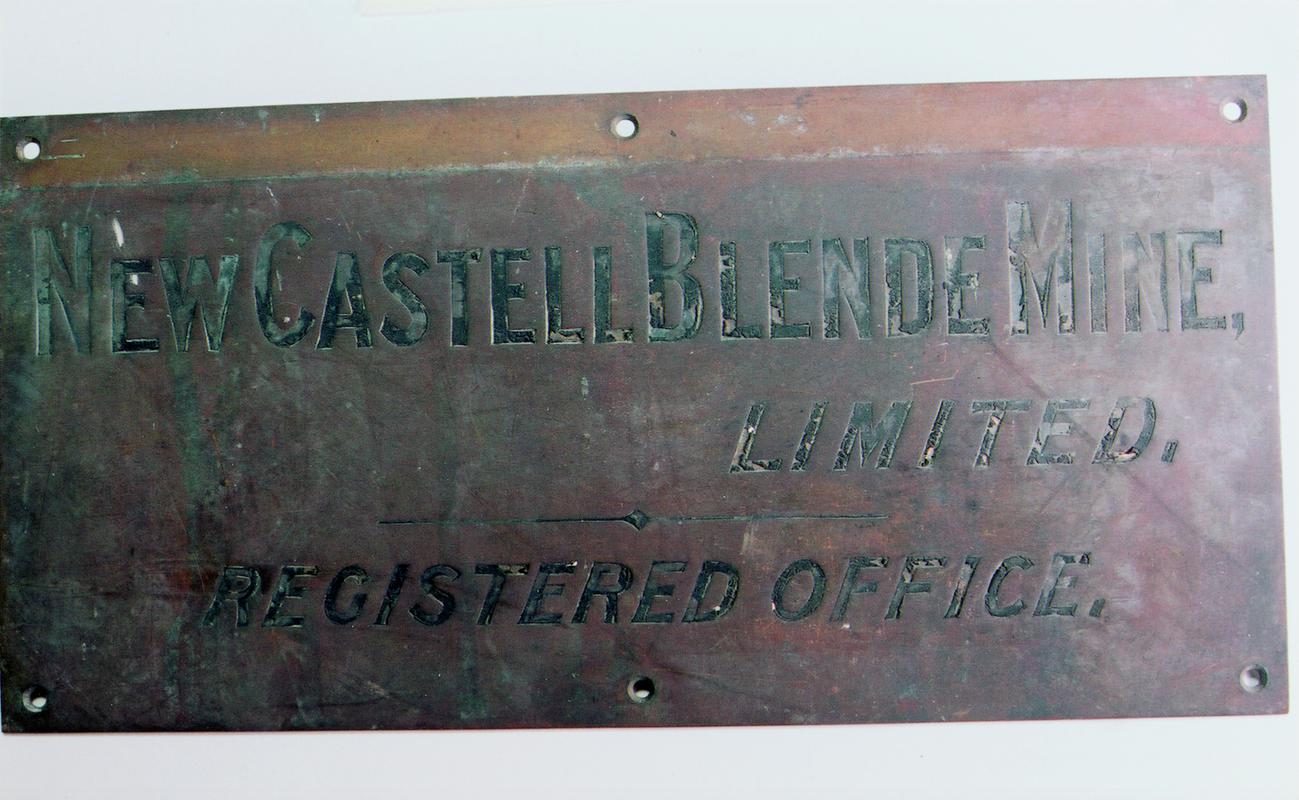 NEW CASTELL BLENDE MINE,
LIMITED.
REGISTERED OFFICE.